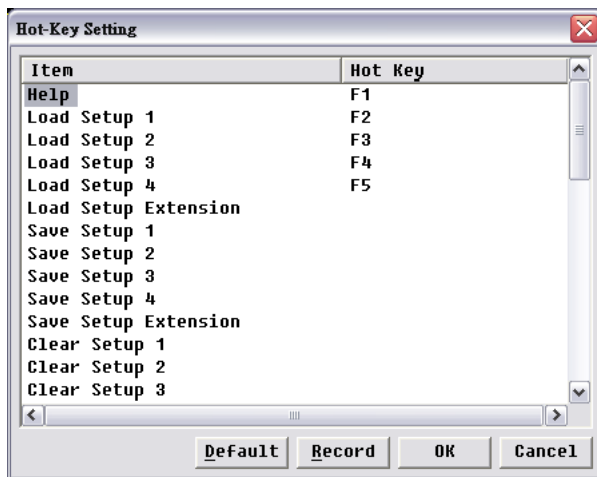 Hot-Key Setting
Item Hot Key
Help F1
Load Setup 1 F2
Load Setup 2 F3
Load Setup 3 F4
Load Setup 4 F5
Load Setup Extension
Save Setup 1
Save Setup 2
Save Setup 3
Save Setup 4
Save Setup Extension
Clear Setup 1
Clear Setup 2
Clear Setup 3
Default Record OK Cancel